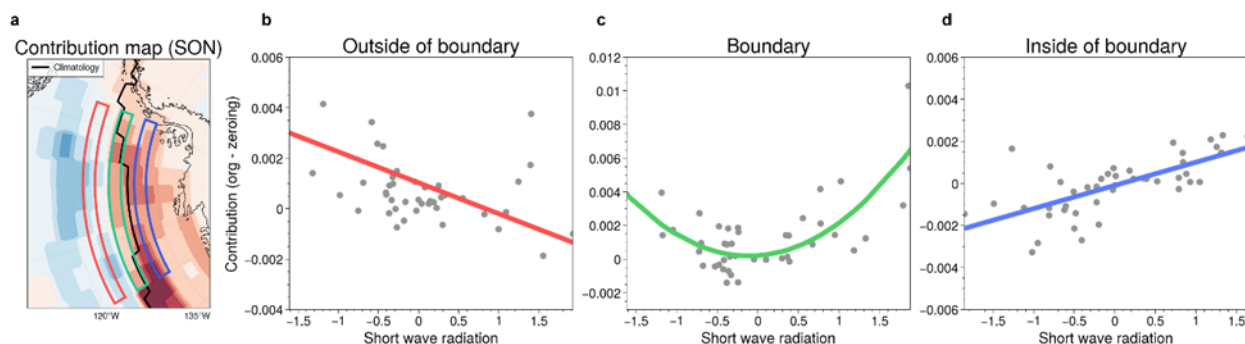 a
Contribution map (SON)
Climatology
120°W
135°W
b
Outside of boundary
Contribution (org - zeroing)
0.006
0.004
0.002
0
−0.002
−0.004
−1.5
−1
−0.5
0
0.5
1
1.5
Short wave radiation
c
Boundary
0.015
0.012
0.009
0.006
0.004
0.002
0
−0.002
−1.5
−1
−0.5
0
0.5
1
1.5
Short wave radiation
d
Inside of boundary
0.006
0.004
0.002
0
−0.002
−0.004
−0.006
−1.5
−1
−0.5
0
0.5
1
1.5
Short wave radiation